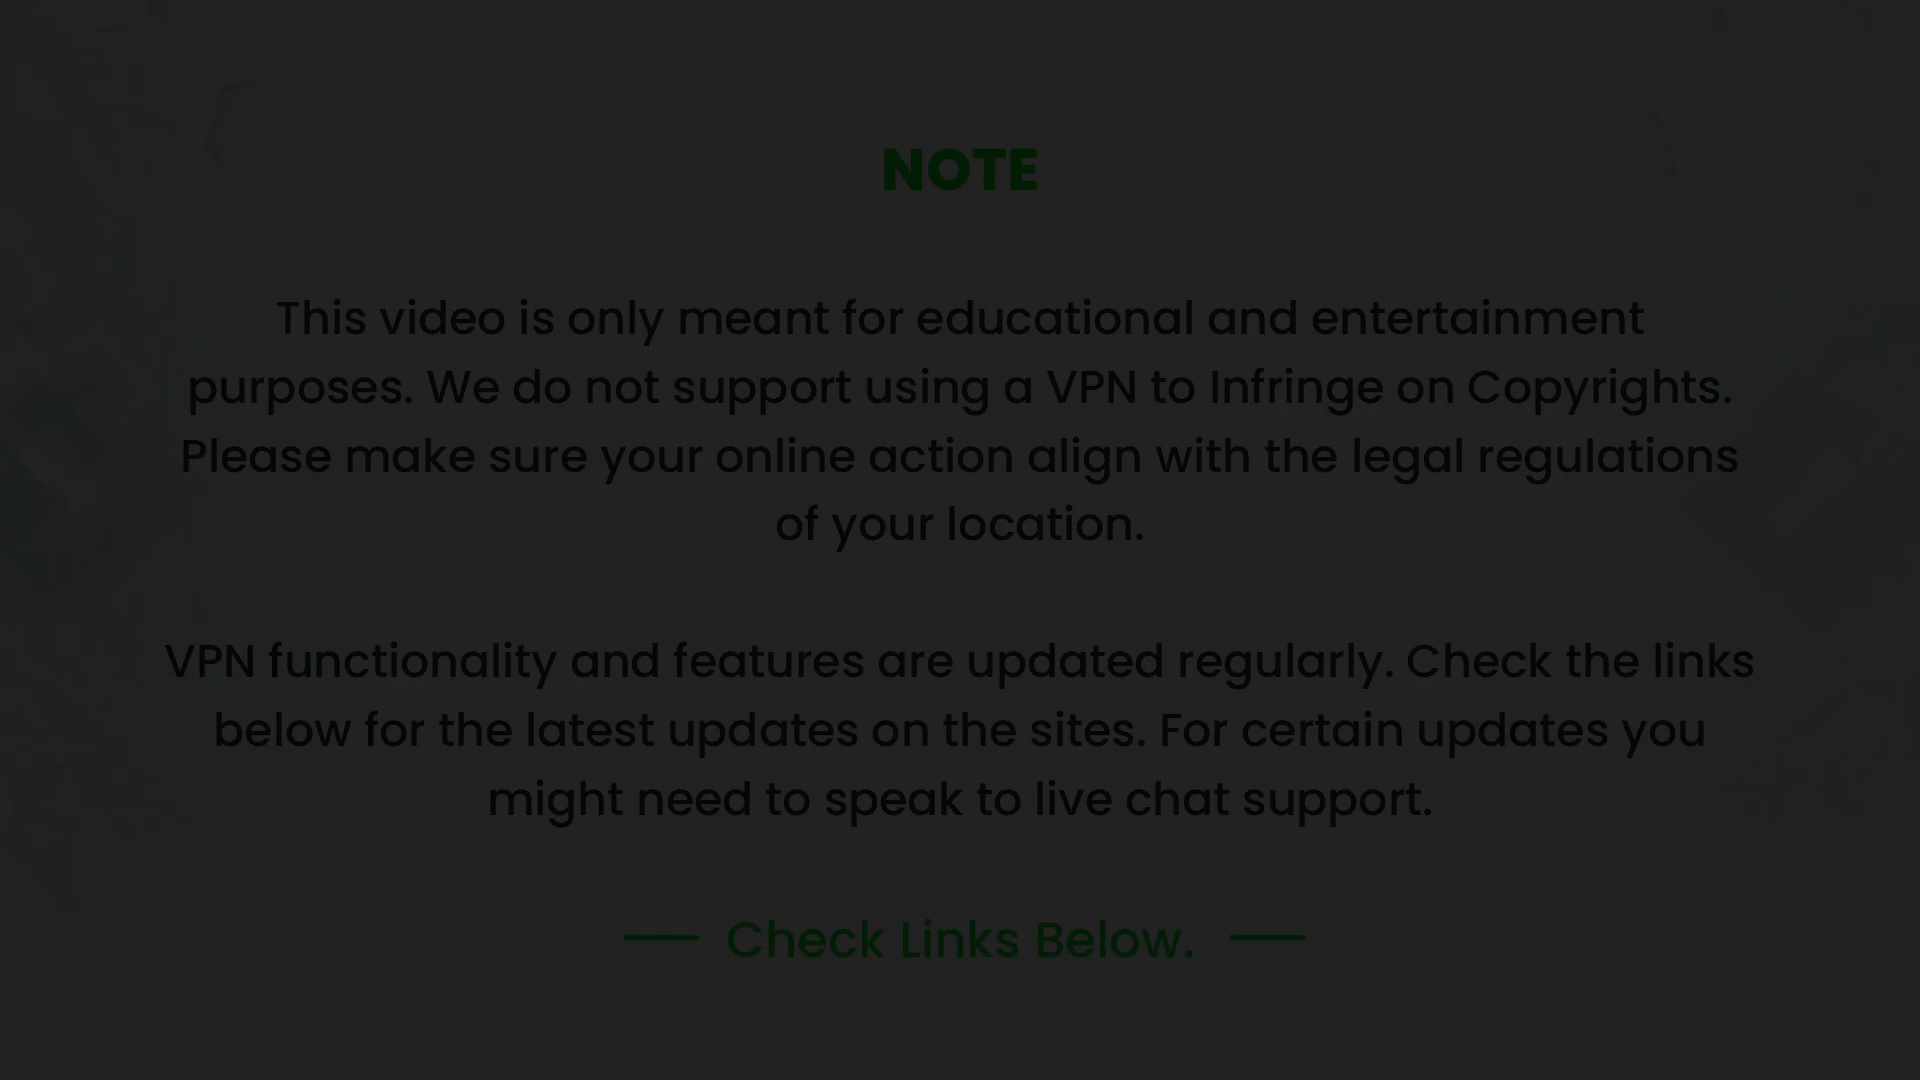 NOTE
This video is only meant for educational and entertainment
purposes. We do not support using a VPN to Infringe on Copyrights.
Please make sure your online action align with the legal regulations
of your location.
VPN functionality and features are updated regularly. Check the links
below for the latest updates on the sites. For certain updates you
might need to speak to live chat support.
Check Links Below.